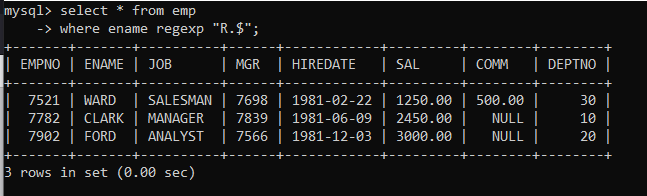 mysql> select * from emp
    -> where ename regexp "R.$";
+-------+-------+----------+------+------------+---------+--------+--------+
| EMPNO | ENAME | JOB      | MGR  | HIREDATE   | SAL     | COMM   | DEPTNO |
+-------+-------+----------+------+------------+---------+--------+--------+
|  7521 | WARD  | SALESMAN | 7698 | 1981-02-22 | 1250.00 | 500.00 |     30 |
|  7782 | CLARK | MANAGER  | 7839 | 1981-06-09 | 2450.00 |   NULL |     10 |
|  7902 | FORD  | ANALYST  | 7566 | 1981-12-03 | 3000.00 |   NULL |     20 |
+-------+-------+----------+------+------------+---------+--------+--------+
3 rows in set (0.00 sec)